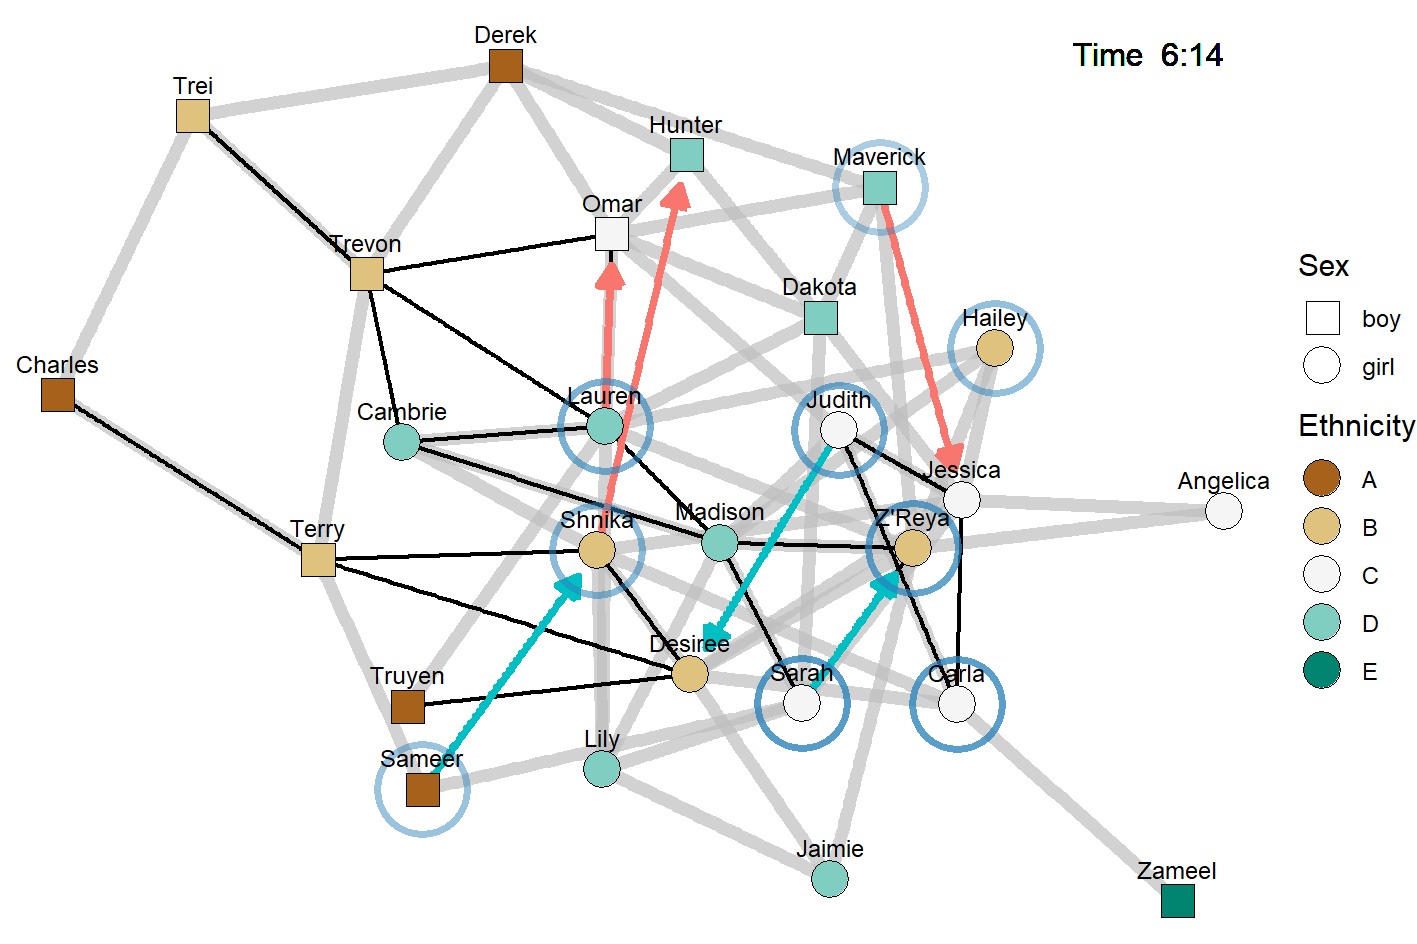 Derek
Time 6:14
Trei
Hunter
Maverick
Omar
Trevon
Dakota
Hailey
Charles
Lauren
Judith
Cambrie
Jessica
Angelica
Shnika
Madison
Z'Reya
Terry
Desiree
Sarah
Carla
Truyen
Lily
Sameer
Jaimie
Zameel
Sex
boy
girl
Ethnicity
A
B
C
D
E